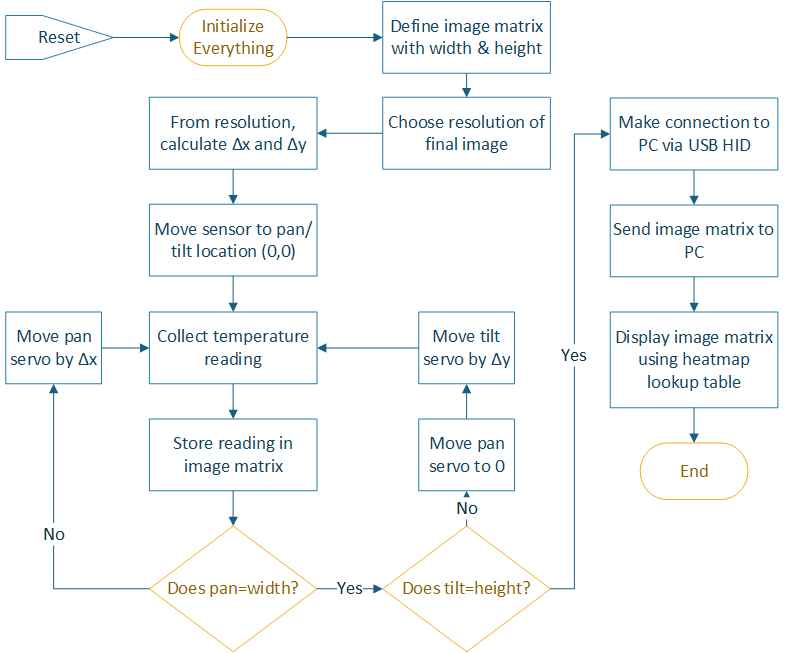 Reset
Initialize
Everything
Define image matrix
with width & height
Choose resolution of
final image
From resolution,
calculate Δx and Δy
Move sensor to pan/
tilt location (0,0)
Collect temperature
reading
Store reading in
image matrix
Does pan=width?
No
Move pan
servo by Δx
Yes
Does tilt=height?
No
Move pan
servo to 0
Move tilt
servo by Δy
Yes
Make connection to
PC via USB HID
Send image matrix to
PC
Display image matrix
using heatmap
lookup table
End